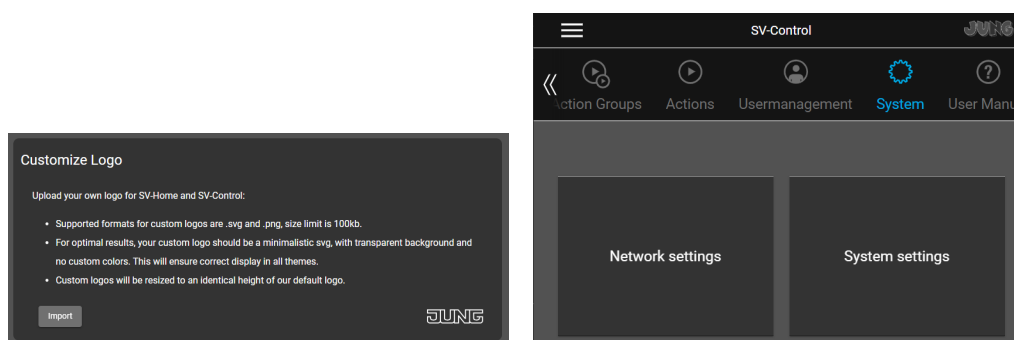 Customize Logo
Upload your own logo for SV-Home and SV-Control:
• Supported formats for custom logos are .svg and .png, size limit is 100kb.
• For optimal results, your custom logo should be a minimalistic svg, with transparent background and
no custom colors. This will ensure correct display in all themes.
• Custom logos will be resized to an identical height of our default logo.
Import
JUNG
SV-Control
JUNG
ction Groups
Actions
Usermanagement
System
User Manu
Network settings
System settings